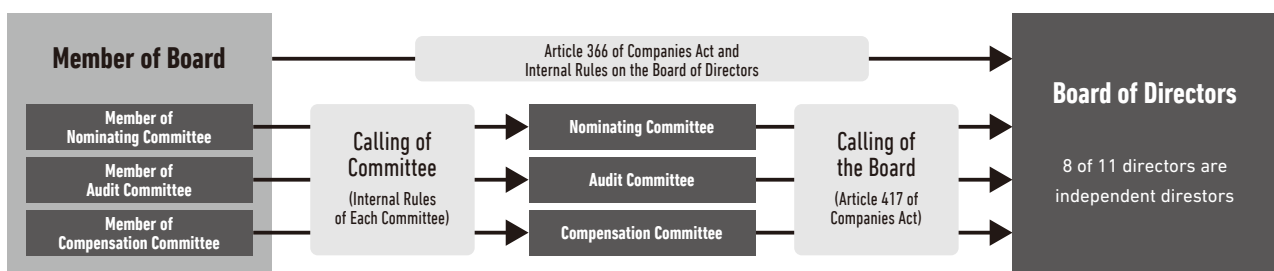 Member of Board
Article 366 of Companies Act and
Internal Rules on the Board of Directors
Member of
Nominating Committee
Member of
Audit Committee
Member of
Compensation Committee
Calling of
Committee
(Internal Rules
of Each Committee)
Nominating Committee
Audit Committee
Compensation Committee
Calling of
the Board
(Article 417 of
Companies Act)
Board of Directors
8 of 11 directors are
independent direstors